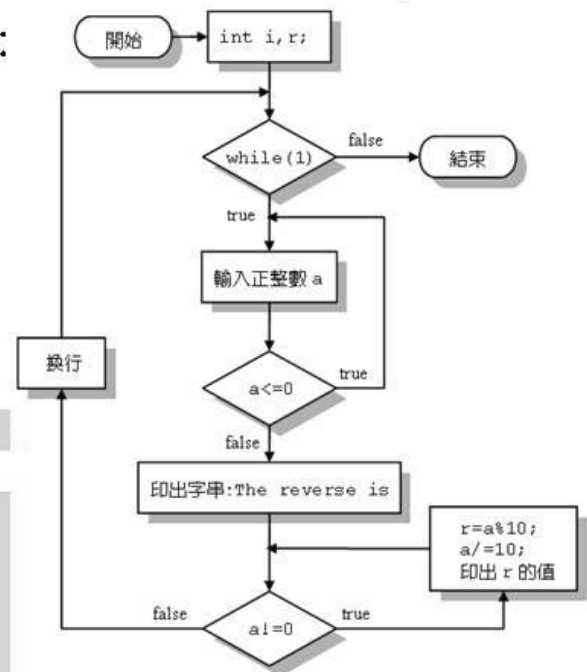 :
開始
int i,r;
while(1)
false
結束
true
輸入正整數 a
a<=0
true
false
換行
印出字串:The reverse is
r=a%10;
a/=10;
印出 r 的值
a!=0
false
true